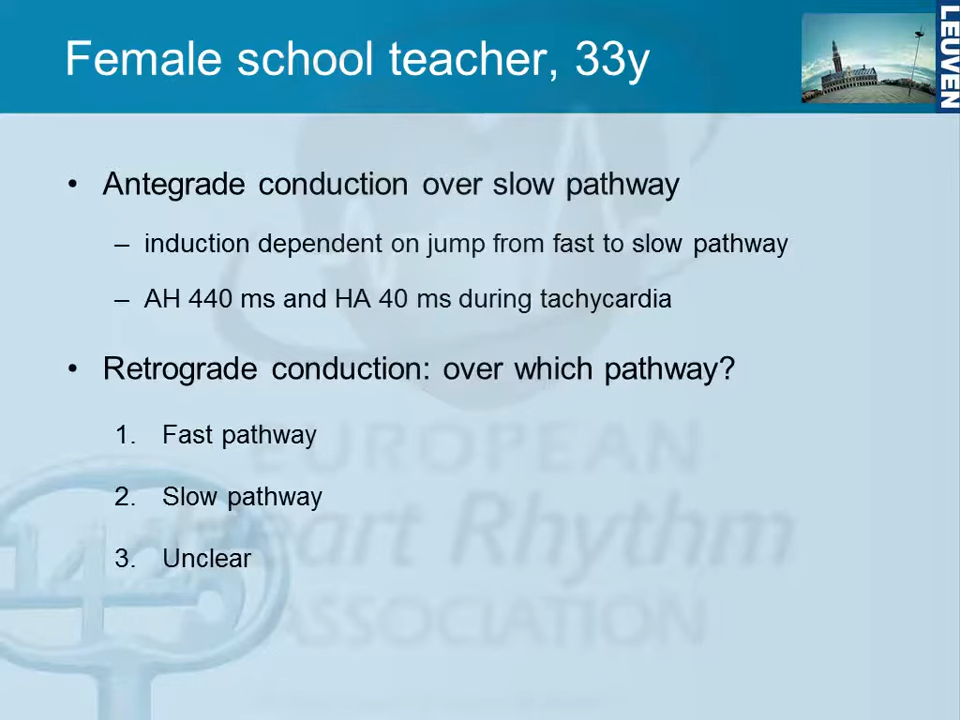 Female school teacher, 33y
LEUVEN
• Antegrade conduction over slow pathway
– induction dependent on jump from fast to slow pathway
– AH 440 ms and HA 40 ms during tachycardia
• Retrograde conduction: over which pathway?
1. Fast pathway
2. Slow pathway
3. Unclear
EUROPEAN
Heart Rhythm
ASSOCIATION